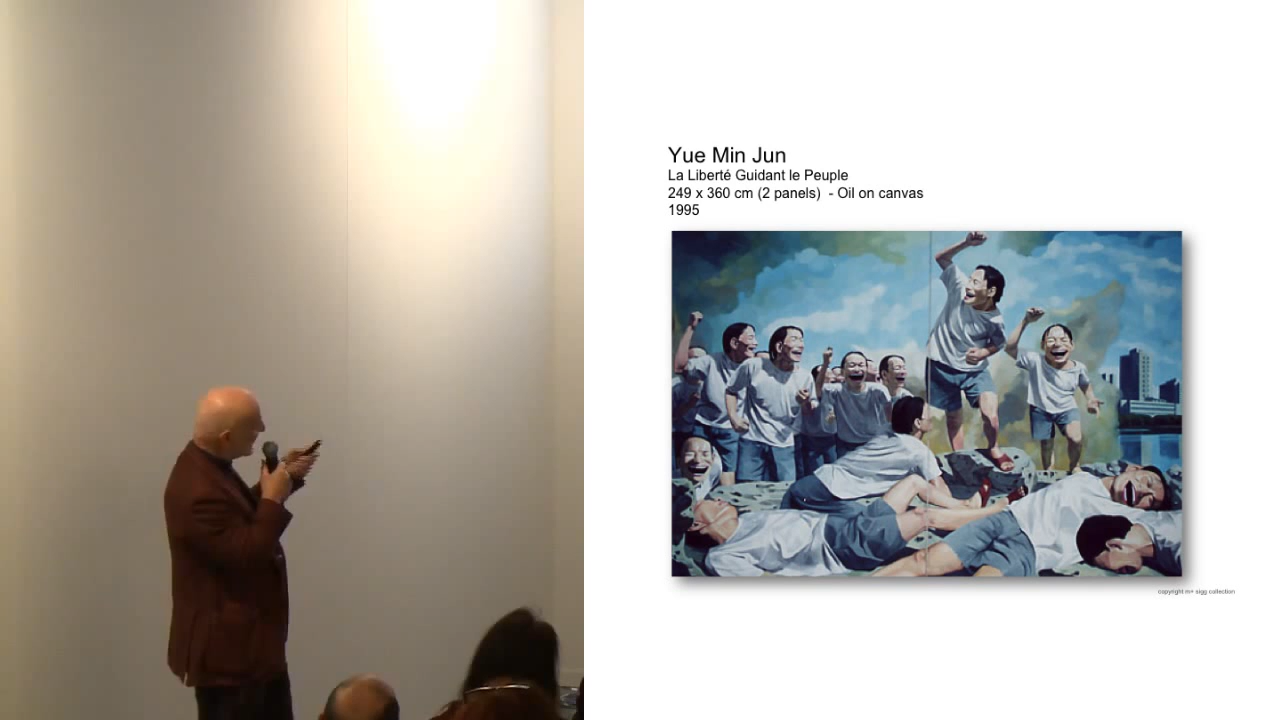 Yue Min Jun
La Liberté Guidant le Peuple
249 x 360 cm (2 panels)  - Oil on canvas
1995
copyright m+ sigg collection